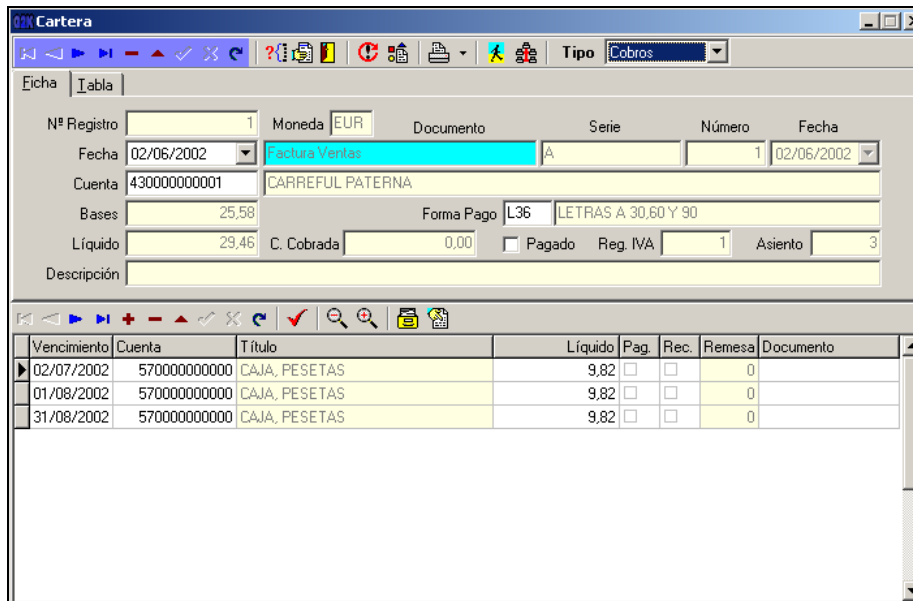 02K Cartera
Tipo Cobros
Ficha Tabla
Nº Registro 1 Moneda EUR Documento Serie Número Fecha
Fecha 02/06/2002 Factura Ventas A 1 02/06/2002
Cuenta 430000000001 CARREFUL PATERNA
Bases 25,58 Forma Pago L36 LETRAS A 30,60 Y 90
Líquido 29,46 C. Cobrada 0,00 Pagado Reg. IVA 1 Asiento 3
Descripción
Vencimiento Cuenta Título Líquido Pag. Rec. Remesa Documento
02/07/2002 570000000000 CAJA, PESETAS 9,82 0
01/08/2002 570000000000 CAJA, PESETAS 9,82 0
31/08/2002 570000000000 CAJA, PESETAS 9,82 0